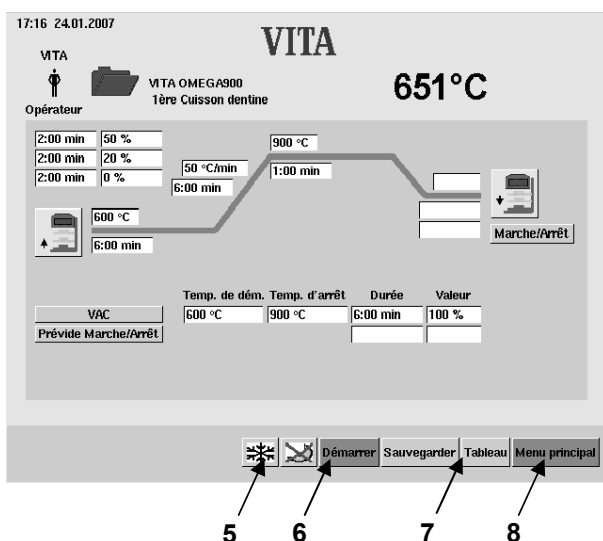 17:16 24.01.2007
VITA
VITA
Opérateur
VITA OMEGA900
1ère Cuisson dentine
651°C
2:00 min 50 %
2:00 min 20 %
2:00 min 0 %
50 °C/min
6:00 min
900 °C
1:00 min
600 °C
6:00 min
Marche/Arrêt
Temp. de dém. Temp. d'arrêt Durée Valeur
VAC 600 °C 900 °C 6:00 min 100 %
Prévide Marche/Arrêt
Démarrer Sauvegarder Tableau Menu principal
5 6 7 8